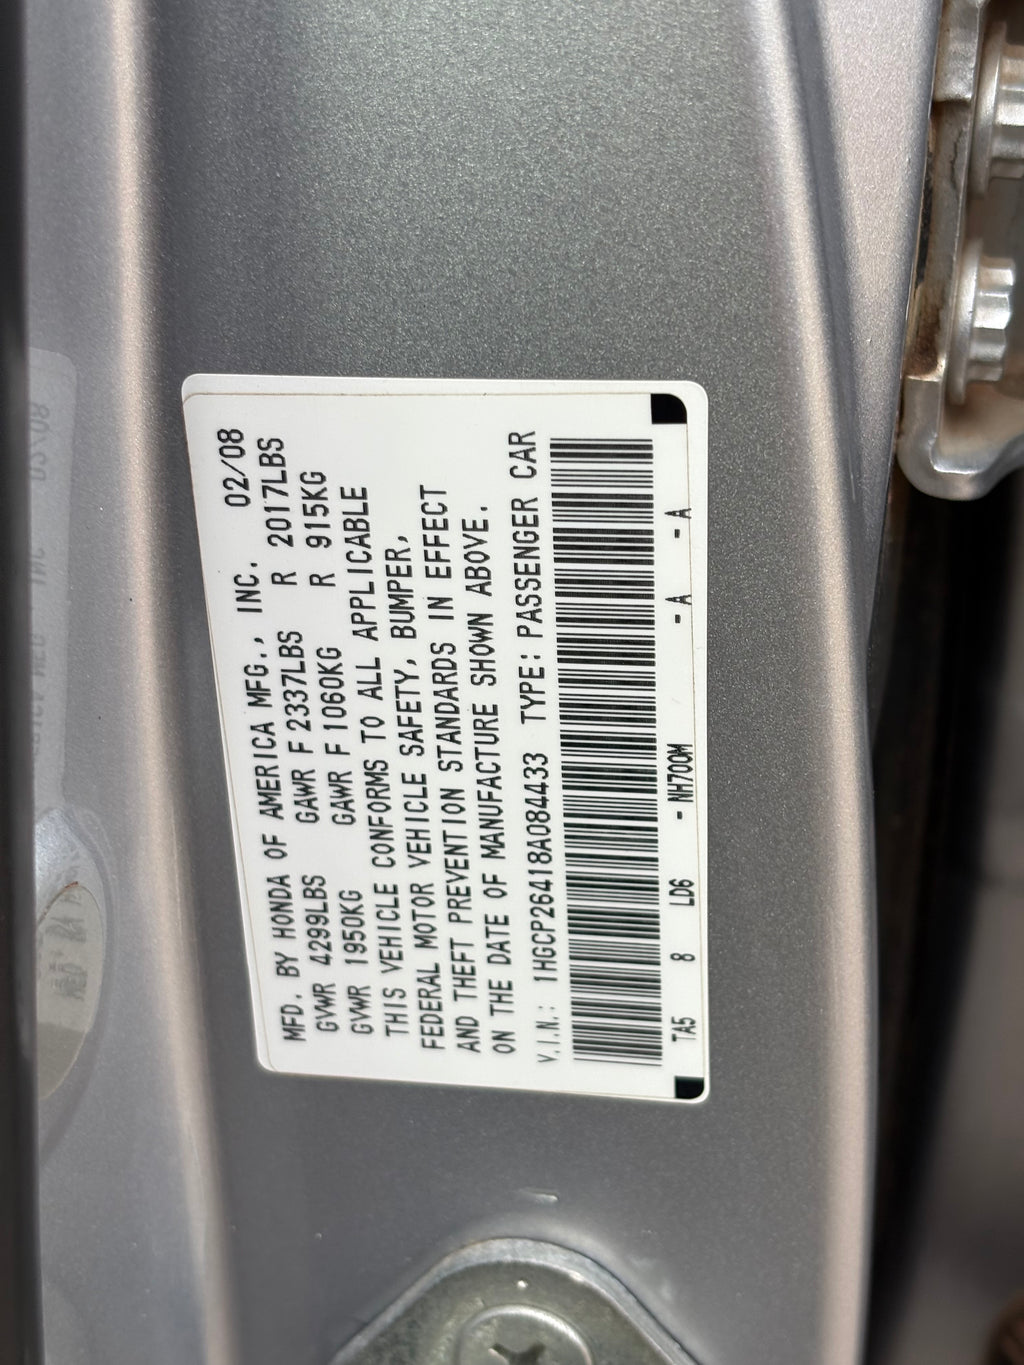 MFD. BY HONDA OF AMERICA MFG., INC. 02/08
GVWR 4299LBS GAWR F 2337LBS R 2017LBS
GVWR 1950KG GAWR F 1060KG R 915KG
THIS VEHICLE CONFORMS TO ALL APPLICABLE
FEDERAL MOTOR VEHICLE SAFETY, BUMPER,
AND THEFT PREVENTION STANDARDS IN EFFECT
ON THE DATE OF MANUFACTURE SHOWN ABOVE.
V.I.N.: 1HGCP26418A084433 TYPE: PASSENGER CAR
TA5 8 LD6 - NH700M - A - A